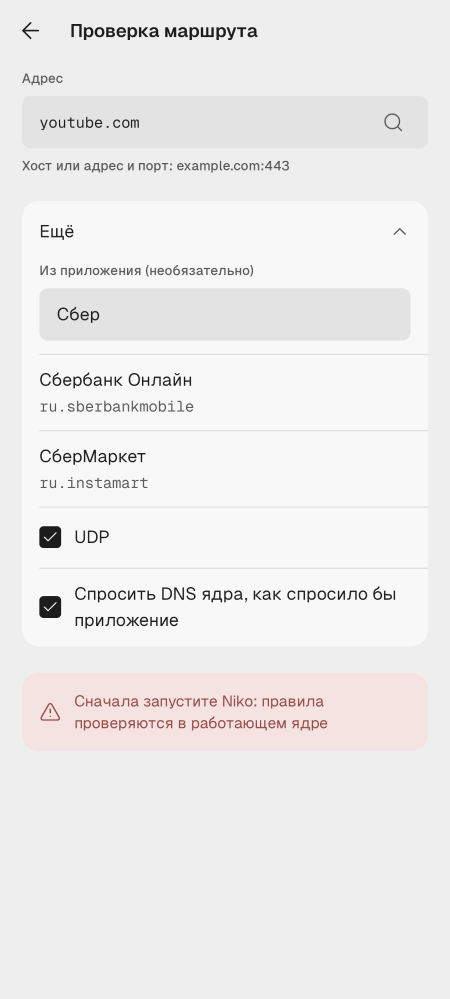 Проверка маршрута
Адрес
youtube.com
Хост или адрес и порт: example.com:443
Ещё
Из приложения (необязательно)
Сбер
Сбербанк Онлайн
ru.sberbankmobile
СберМаркет
ru.instamart
UDP
Спросить DNS ядра, как спросило бы
приложение
Сначала запустите Niko: правила
проверяются в работающем ядре